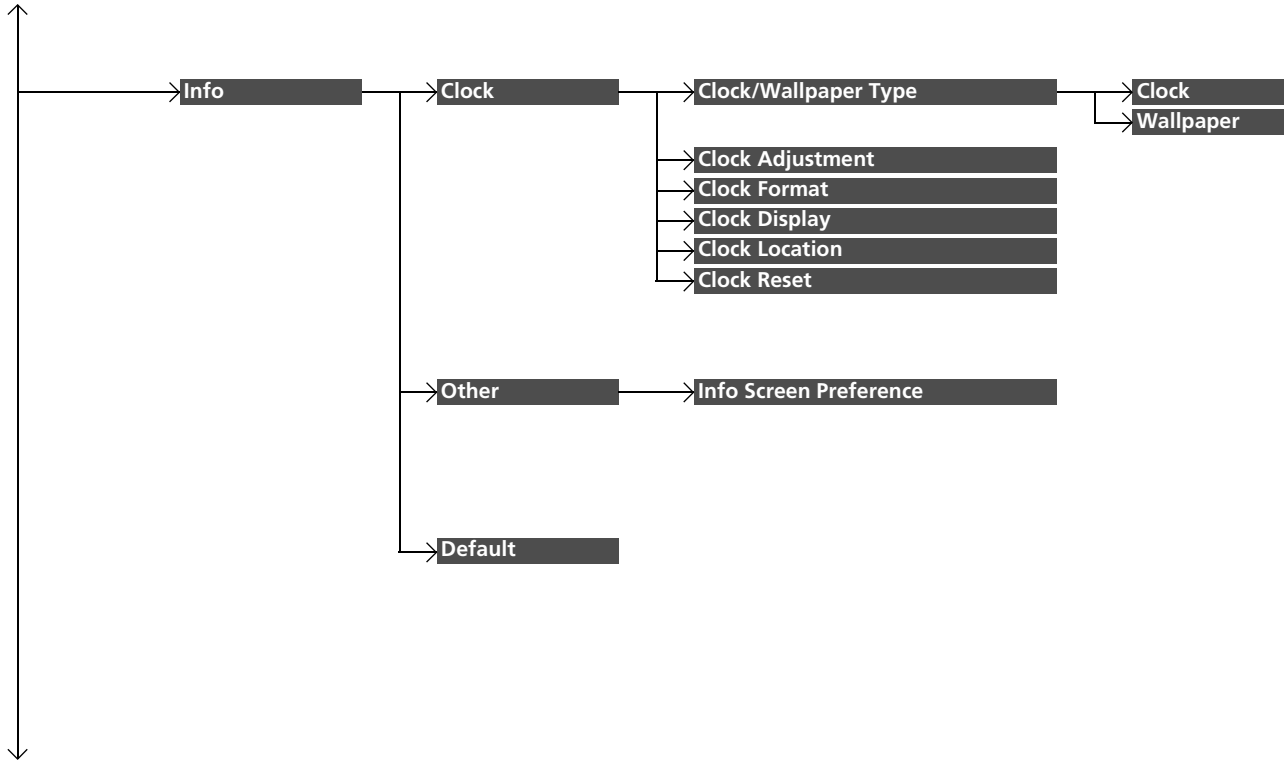 Info
Clock
Clock/Wallpaper Type
Clock
Wallpaper
Clock Adjustment
Clock Format
Clock Display
Clock Location
Clock Reset
Other
Info Screen Preference
Default